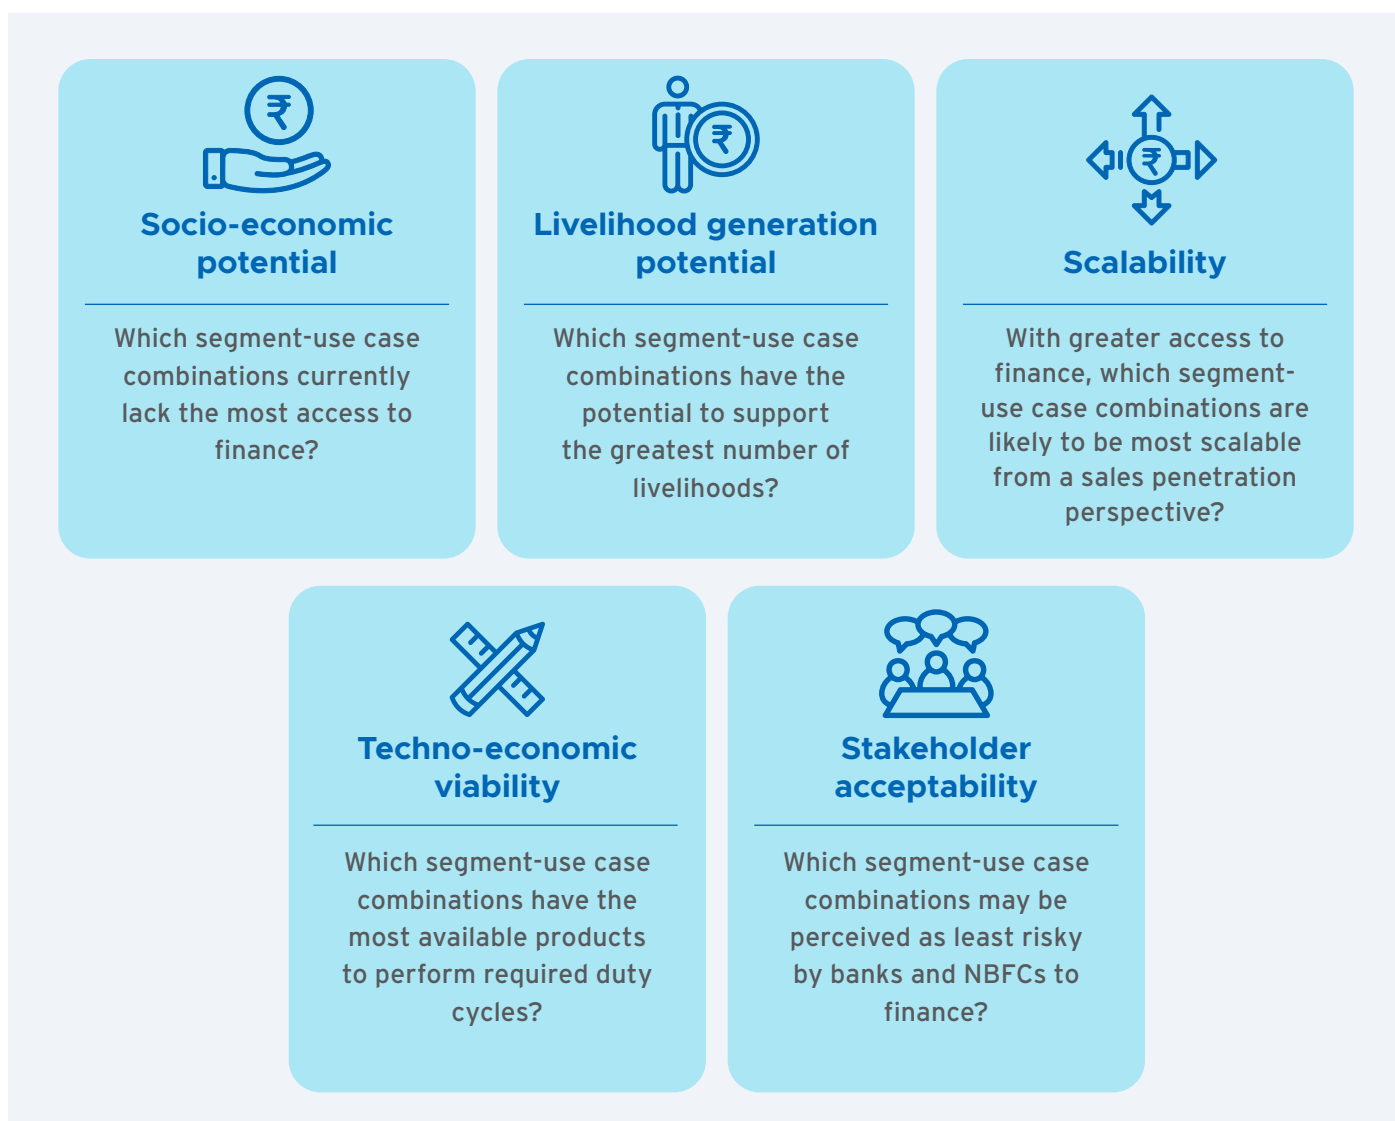 ₹
Socio-economic
potential
Which segment-use case
combinations currently
lack the most access to
finance?
₹
Livelihood generation
potential
Which segment-use case
combinations have the
potential to support
the greatest number of
livelihoods?
₹
Scalability
With greater access to
finance, which segment-
use case combinations are
likely to be most scalable
from a sales penetration
perspective?
Techno-economic
viability
Which segment-use case
combinations have the
most available products
to perform required duty
cycles?
Stakeholder
acceptability
Which segment-use case
combinations may be
perceived as least risky
by banks and NBFCs to
finance?